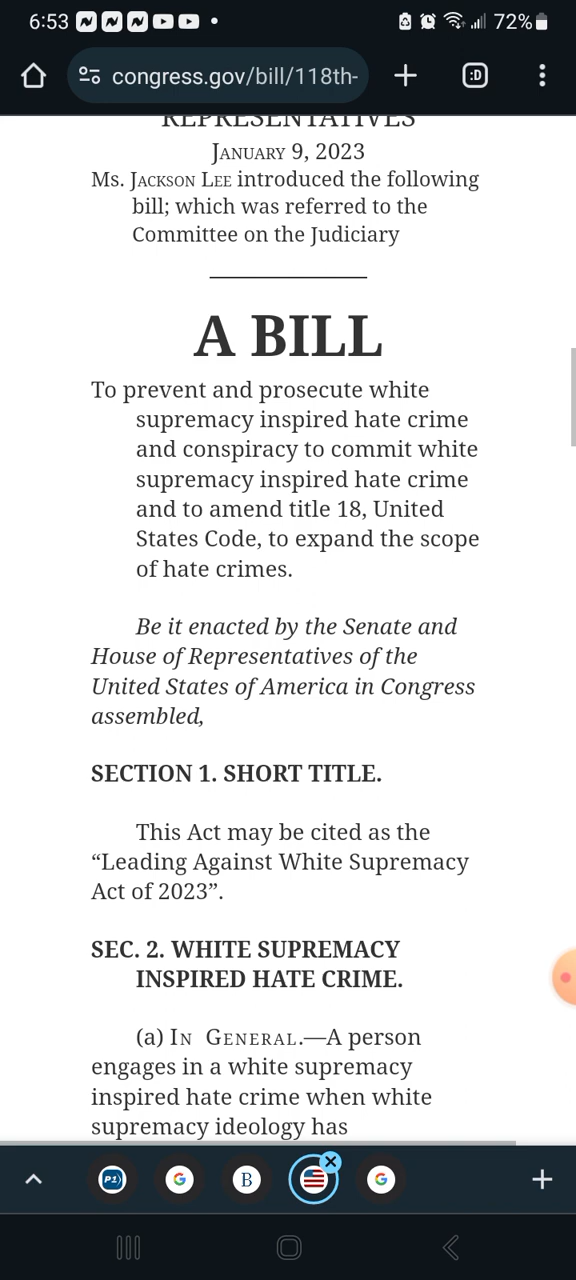 6:53
72%
congress.gov/bill/118th-
:D
REPRESENTATIVES
January 9, 2023
Ms. Jackson Lee introduced the following
bill; which was referred to the
Committee on the Judiciary
A BILL
To prevent and prosecute white
supremacy inspired hate crime
and conspiracy to commit white
supremacy inspired hate crime
and to amend title 18, United
States Code, to expand the scope
of hate crimes.
Be it enacted by the Senate and
House of Representatives of the
United States of America in Congress
assembled,
SECTION 1. SHORT TITLE.
This Act may be cited as the
“Leading Against White Supremacy
Act of 2023”.
SEC. 2. WHITE SUPREMACY
INSPIRED HATE CRIME.
(a) In General.—A person
engages in a white supremacy
inspired hate crime when white
supremacy ideology has
P1 G B G